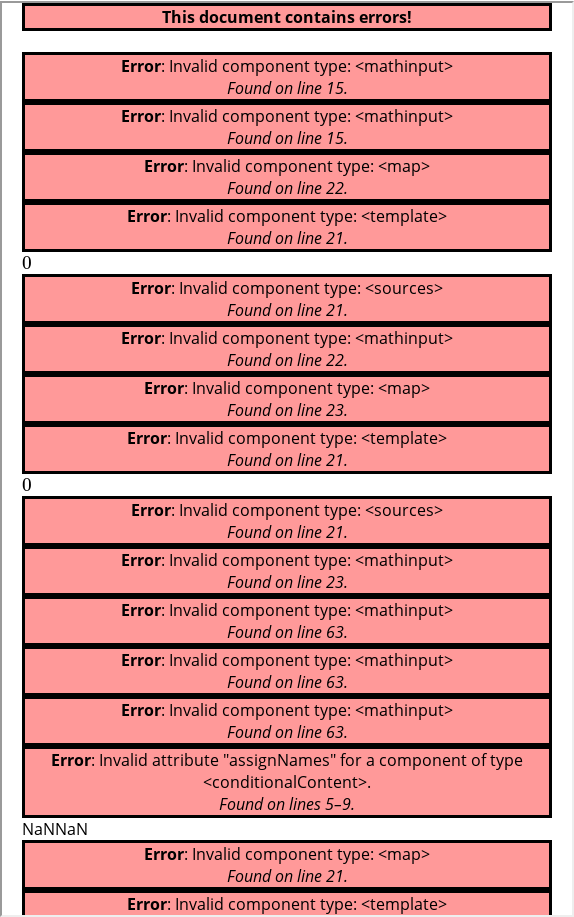 This document contains errors!
Error: Invalid component type: <mathinput>
Found on line 15.
Error: Invalid component type: <mathinput>
Found on line 15.
Error: Invalid component type: <map>
Found on line 22.
Error: Invalid component type: <template>
Found on line 21.
0
Error: Invalid component type: <sources>
Found on line 21.
Error: Invalid component type: <mathinput>
Found on line 22.
Error: Invalid component type: <map>
Found on line 23.
Error: Invalid component type: <template>
Found on line 21.
0
Error: Invalid component type: <sources>
Found on line 21.
Error: Invalid component type: <mathinput>
Found on line 23.
Error: Invalid component type: <mathinput>
Found on line 63.
Error: Invalid component type: <mathinput>
Found on line 63.
Error: Invalid component type: <mathinput>
Found on line 63.
Error: Invalid attribute "assignNames" for a component of type
<conditionalContent>.
Found on lines 5–9.
NaNNaN
Error: Invalid component type: <map>
Found on line 21.
Error: Invalid component type: <template>